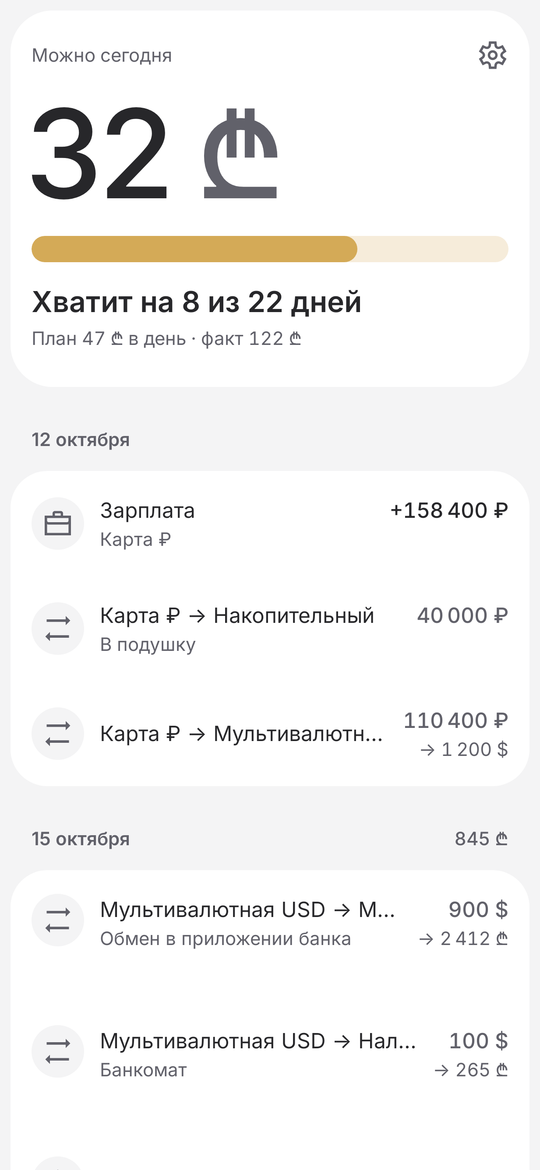 Можно сегодня
32 ₾
Хватит на 8 из 22 дней
План 47 ₾ в день · факт 122 ₾
12 октября
Зарплата
+158 400 ₽
Карта ₽
Карта ₽ → Накопительный
40 000 ₽
В подушку
Карта ₽ → Мультивалютн...
110 400 ₽
→ 1 200 $
15 октября
845 ₾
Мультивалютная USD → М...
900 $
Обмен в приложении банка
→ 2 412 ₾
Мультивалютная USD → Нал...
100 $
Банкомат
→ 265 ₾